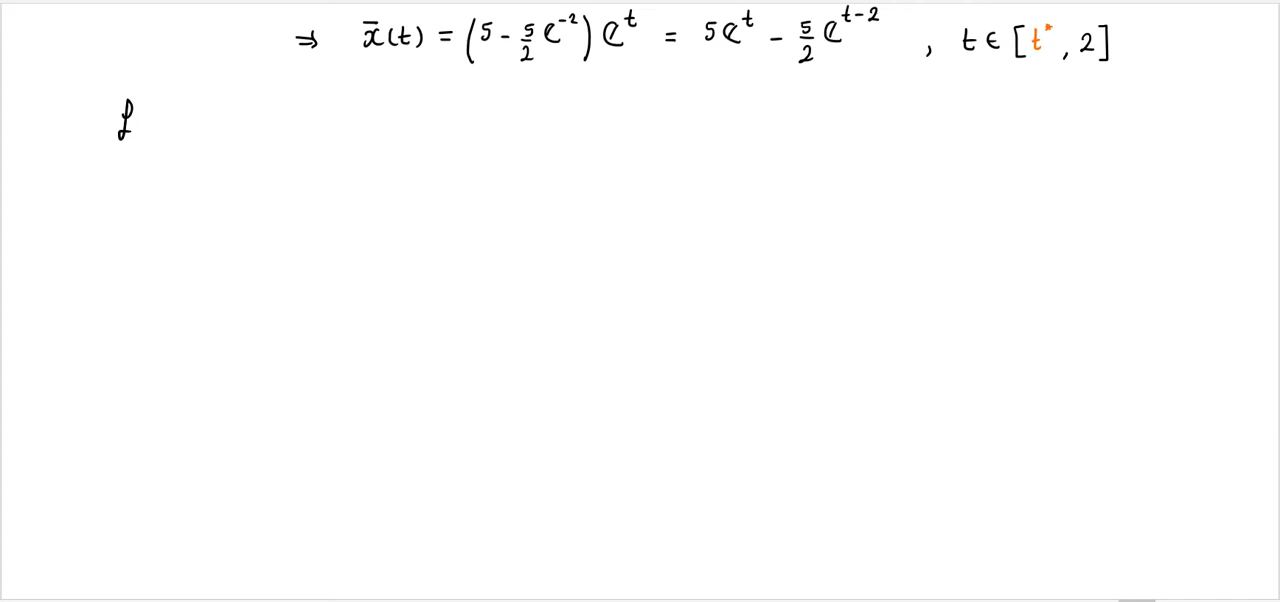 ⇒ x̄(t) = (5 - 5/2 e^{-2}) e^t = 5e^t - 5/2 e^{t-2} , t ∈ [t*, 2]